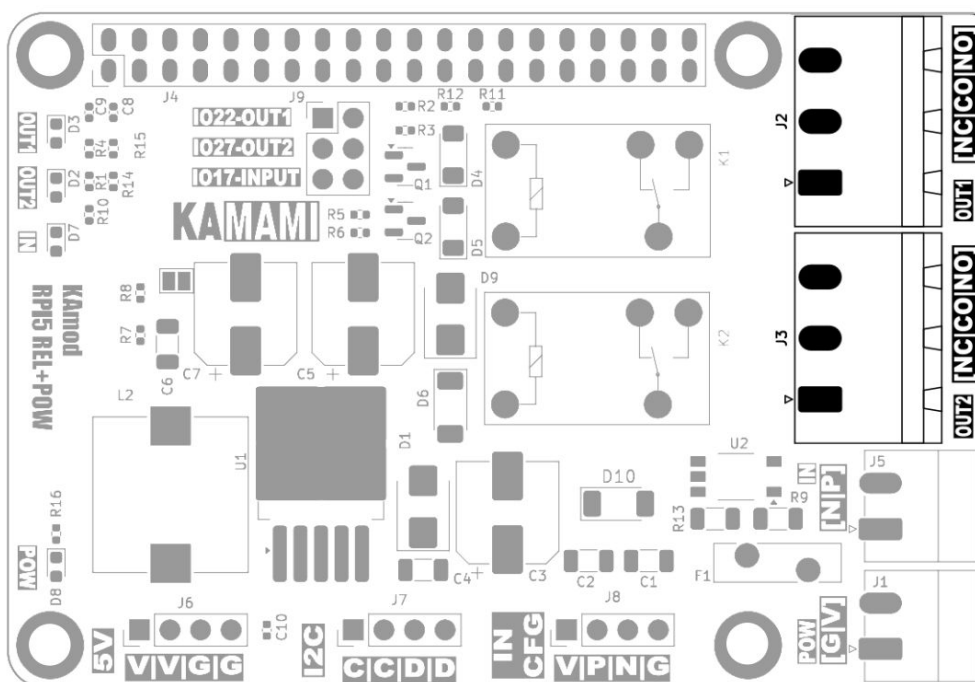 J4
J9
C9
C8
D3
OUT1
R4
R15
IO22-OUT1
IO27-OUT2
IO17-INPUT
R2
R12
R11
R3
D4
Q1
K1
J2
[NC|CO|NO]
OUT1
OUT2
D2
R1
R14
R10
IN
D7
KAMAMI
R5
R6
Q2
D5
D9
KAmod
RPI5 REL+POW
R8
R7
C6
C7 +
C5 +
K2
J3
[NC|CO|NO]
OUT2
L2
U1
D6
D1
U2
D10
R13
R9
IN
[N|P]
J5
R16
POW
D8
C4 +
C3
C2
C1
F1
POW
[G|V]
J1
5V
J6
V|V|G|G
C10
I2C
J7
C|C|D|D
IN
CFG
J8
V|P|N|G